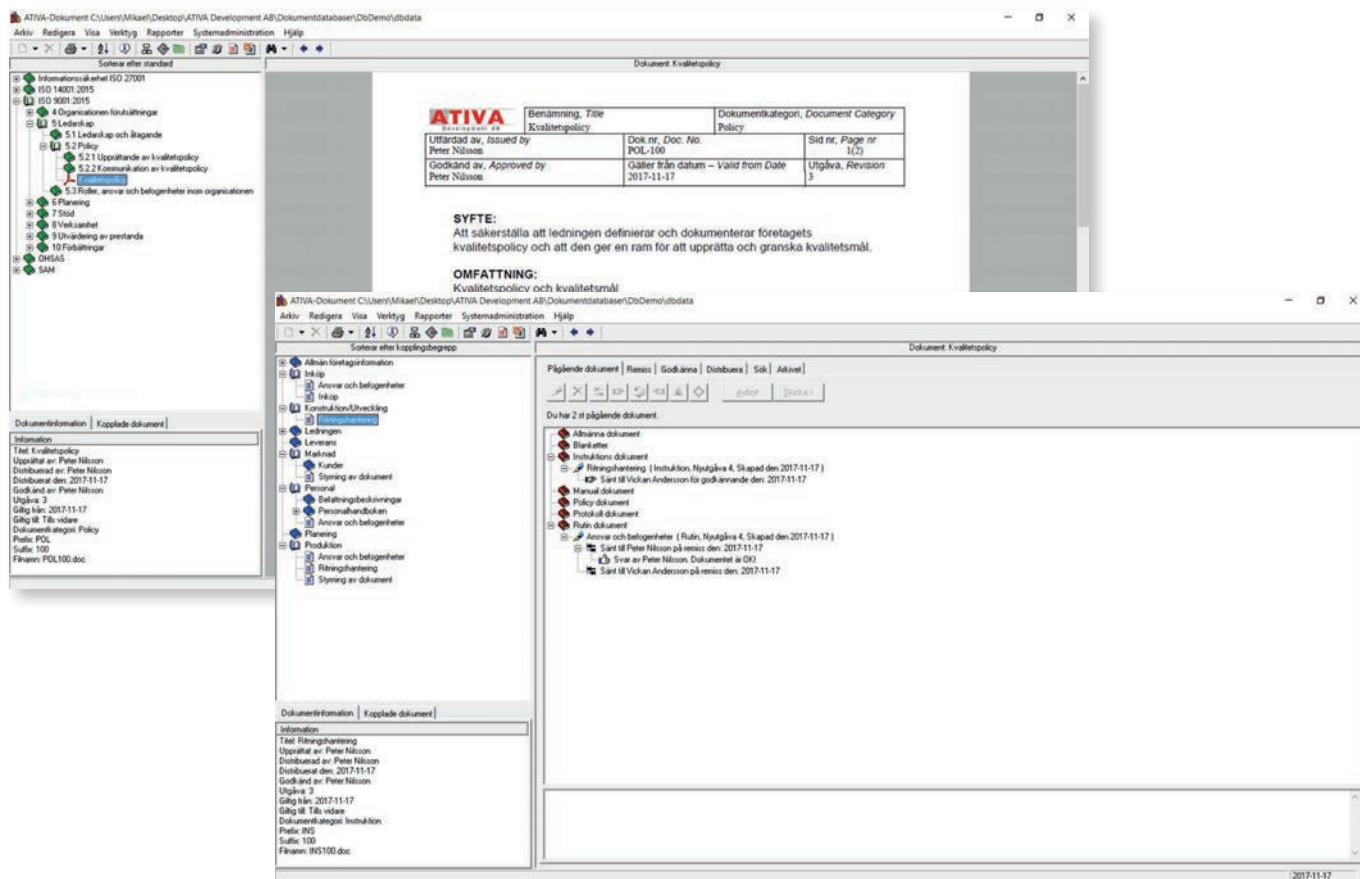 ATIVA-Dokument C:\Users\Mikael\Desktop\ATIVA Development AB\Dokumentdatabaser\DbDemo\dbdata
Arkiv Redigera Visa Verktyg Rapporter Systemadministration Hjälp
Sorterar efter standard
Dokument: Kvalitetspolicy
Informationssäkerhet ISO 27001
ISO 14001:2015
ISO 9001:2015
4 Organisationen förutsättningar
5 Ledarskap
5.1 Ledarskap och åtagande
5.2 Policy
5.2.1 Upprättande av kvalitetspolicy
5.2.2 Kommunikation av kvalitetspolicy
Kvalitetspolicy
5.3 Roller, ansvar och befogenheter inom organisationen
6 Planering
7 Stöd
8 Verksamhet
9 Utvärdering av prestanda
10 Förbättringar
OHSAS
SAM
Dokumentinformation Kopplade dokument
Information
Titel: Kvalitetspolicy
Upprättat av: Peter Nilsson
Distribuerad av: Peter Nilsson
Distribuerat den: 2017-11-17
Godkänd av: Peter Nilsson
Utgåva: 3
Giltig från: 2017-11-17
Giltig till: Tills vidare
Dokumentkategori: Policy
Prefix: POL
Suffix: 100
Filnamn: POL100.doc
ATIVA
Development AB
Benämning, Title
Kvalitetspolicy
Dokumentkategori, Document Category
Policy
Utfärdad av, Issued by
Peter Nilsson
Dok.nr, Doc. No.
POL-100
Sid nr, Page nr
1(2)
Godkänd av, Approved by
Peter Nilsson
Gäller från datum – Valid from Date
2017-11-17
Utgåva, Revision
3
SYFTE:
Att säkerställa att ledningen definierar och dokumenterar företagets
kvalitetspolicy och att den ger en ram för att upprätta och granska kvalitetsmål.
OMFATTNING:
Kvalitetspolicy och kvalitetsmål
ATIVA-Dokument C:\Users\Mikael\Desktop\ATIVA Development AB\Dokumentdatabaser\DbDemo\dbdata
Arkiv Redigera Visa Verktyg Rapporter Systemadministration Hjälp
Sorterar efter kopplingsbegrepp
Dokument: Kvalitetspolicy
Allmän företagsinformation
Inköp
Ansvar och befogenheter
Inköp
Konstruktion/Utveckling
Ritningshantering
Ledningen
Leverans
Marknad
Kunder
Styrning av dokument
Personal
Befattningsbeskrivningar
Personalhandboken
Ansvar och befogenheter
Planering
Produktion
Ansvar och befogenheter
Ritningshantering
Styrning av dokument
Dokumentinformation Kopplade dokument
Information
Titel: Ritningshantering
Upprättat av: Peter Nilsson
Distribuerad av: Peter Nilsson
Distribuerat den: 2017-11-17
Godkänd av: Peter Nilsson
Utgåva: 3
Giltig från: 2017-11-17
Giltig till: Tills vidare
Dokumentkategori: Instruktion
Prefix: INS
Suffix: 100
Filnamn: INS100.doc
Pågående dokument Remiss Godkänna Distribuera Sök Arkivet
Avbryt Skicka
Du har 2 st pågående dokument.
Allmänna dokument
Blanketter
Instruktions dokument
Ritningshantering ( Instruktion, Nyutgåva 4, Skapad den 2017-11-17 )
Sänt till Vickan Andersson för godkännande den: 2017-11-17
Manual dokument
Policy dokument
Protokoll dokument
Rutin dokument
Ansvar och befogenheter ( Rutin, Nyutgåva 4, Skapad den 2017-11-17 )
Sänt till Peter Nilsson på remiss den: 2017-11-17
Svar av Peter Nilsson. Dokumentet är OK!
Sänt till Vickan Andersson på remiss den: 2017-11-17
2017-11-17